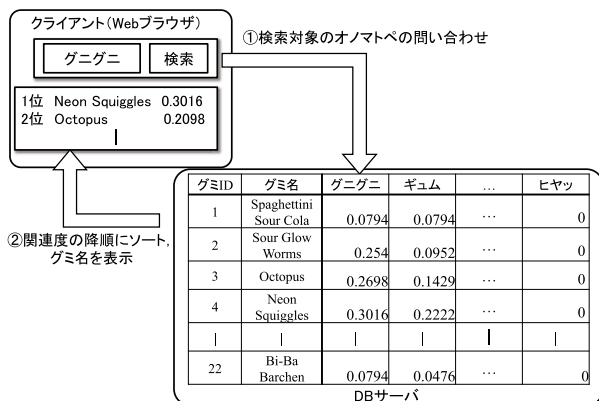 クライアント(Webブラウザ)
グニグニ 検索
1位 Neon Squiggles 0.3016
2位 Octopus 0.2098
①検索対象のオノマトペの問い合わせ
②関連度の降順にソート,
グミ名を表示
グミID グミ名 グニグニ ギュム … ヒヤッ
1 Spaghettini Sour Cola 0.0794 0.0794 … 0
2 Sour Glow Worms 0.254 0.0952 … 0
3 Octopus 0.2698 0.1429 … 0
4 Neon Squiggles 0.3016 0.2222 … 0
22 Bi-Ba Barchen 0.0794 0.0476 … 0
DBサーバ